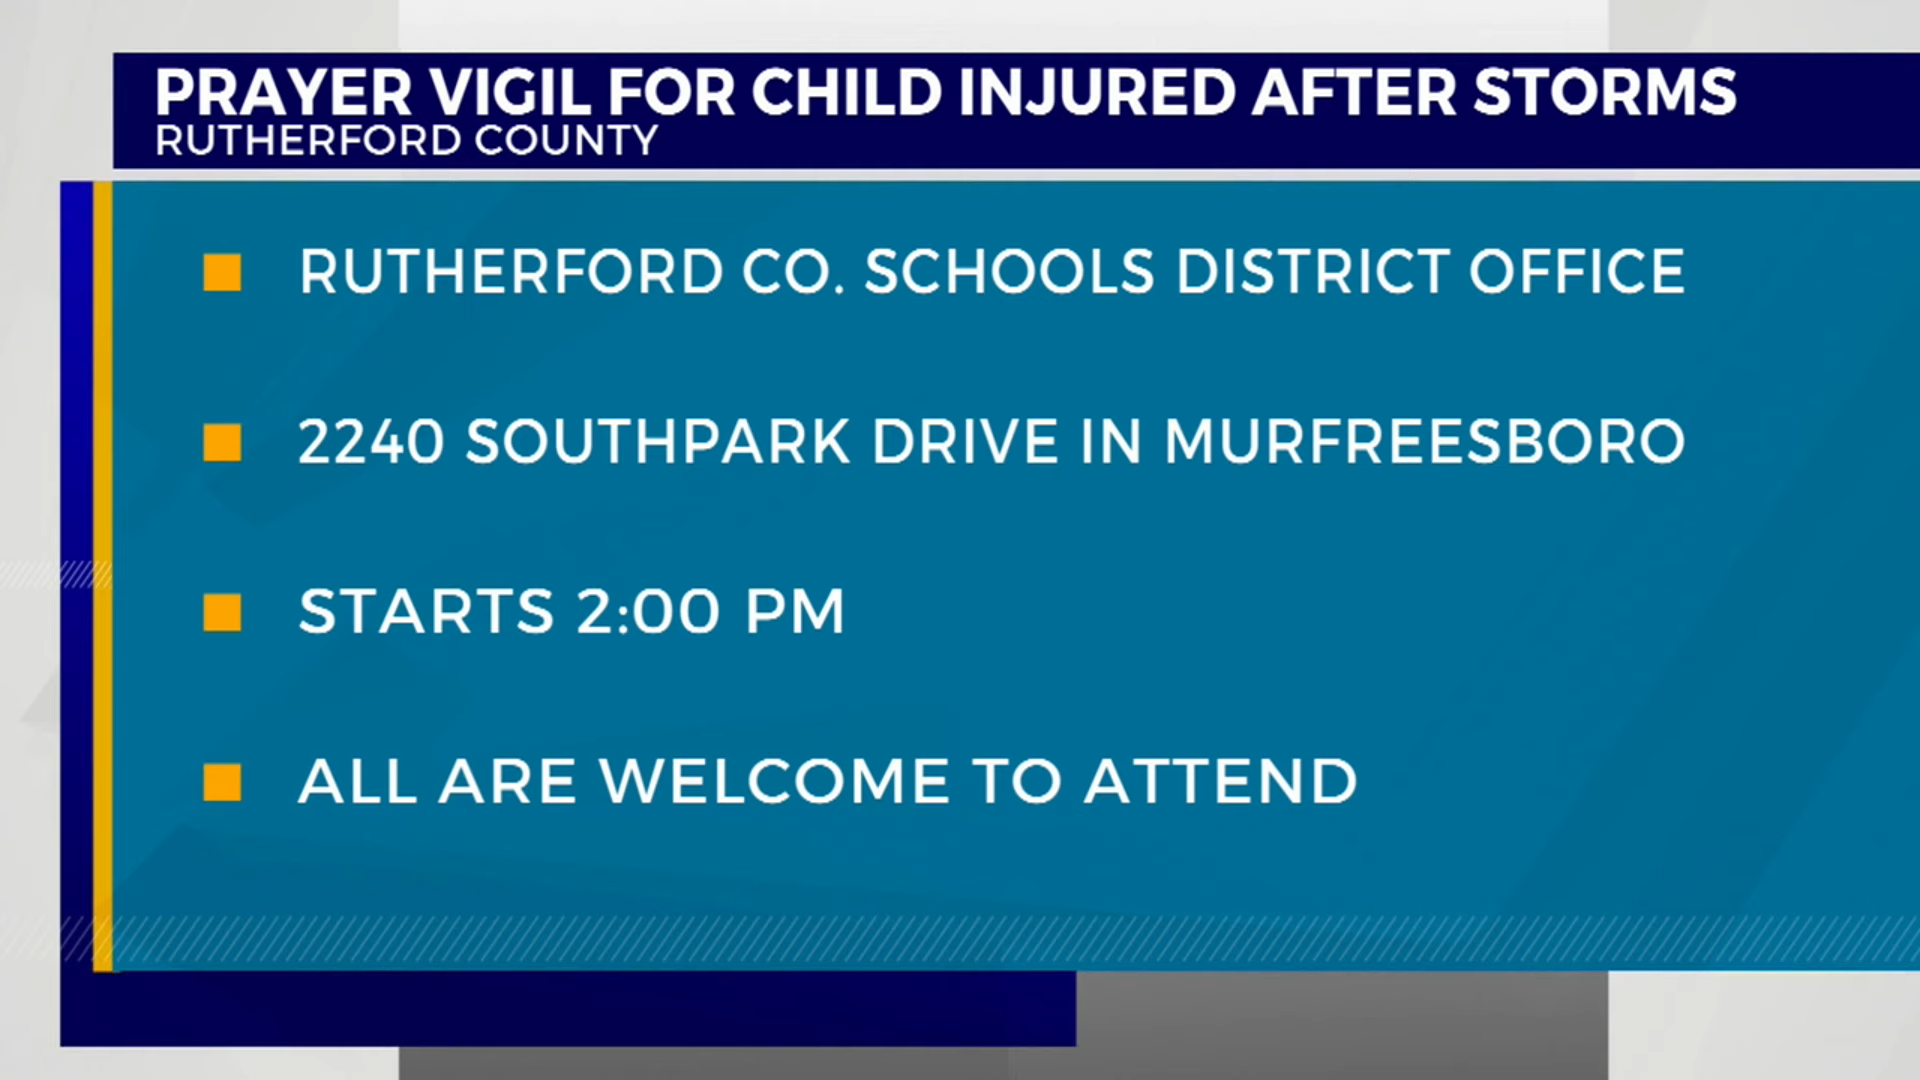 PRAYER VIGIL FOR CHILD INJURED AFTER STORMS
RUTHERFORD COUNTY
RUTHERFORD CO. SCHOOLS DISTRICT OFFICE
2240 SOUTHPARK DRIVE IN MURFREESBORO
STARTS 2:00 PM
ALL ARE WELCOME TO ATTEND